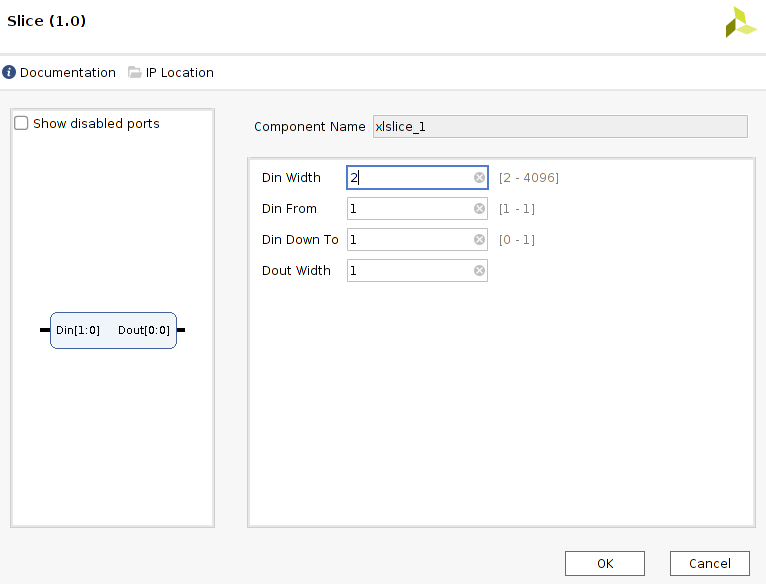 Slice (1.0)
Documentation IP Location
Show disabled ports
Component Name xlslice_1
Din Width 2 [2 - 4096]
Din From 1 [1 - 1]
Din Down To 1 [0 - 1]
Dout Width 1
Din[1:0] Dout[0:0]
OK Cancel